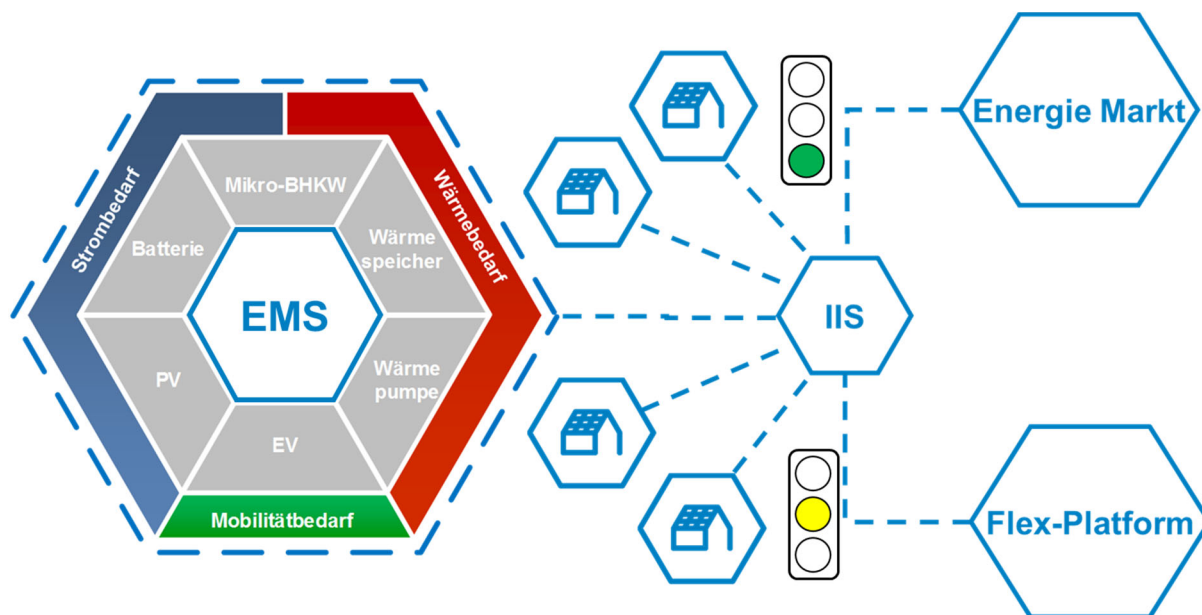 Strombedarf
Wärmebedarf
Mikro-BHKW
Batterie
Wärme
speicher
EMS
PV
Wärme
pumpe
EV
Mobilitätbedarf
IIS
Energie Markt
Flex-Platform